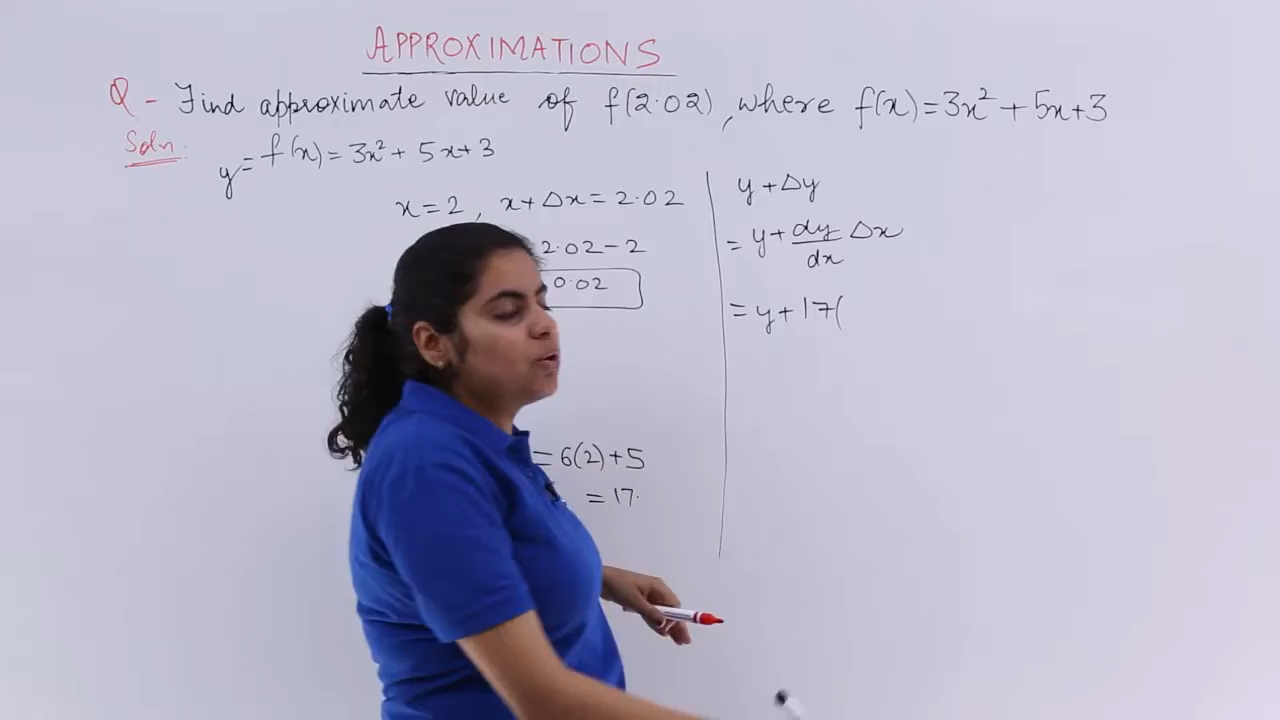 APPROXIMATIONS
Q - Find approximate value of f(2.02), where f(x) = 3x² + 5x + 3
Soln:
y = f(x) = 3x² + 5x + 3
x = 2, x + Δx = 2.02
2.02 - 2
0.02
= 6(2) + 5
= 17.
y + Δy
= y + dy/dx Δx
= y + 17(